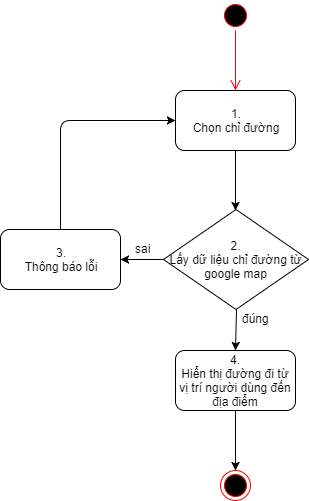 1.
Chọn chỉ đường
2.
Lấy dữ liệu chỉ đường từ
google map
sai
3.
Thông báo lỗi
đúng
4.
Hiển thị đường đi từ
vị trí người dùng đến
địa điểm